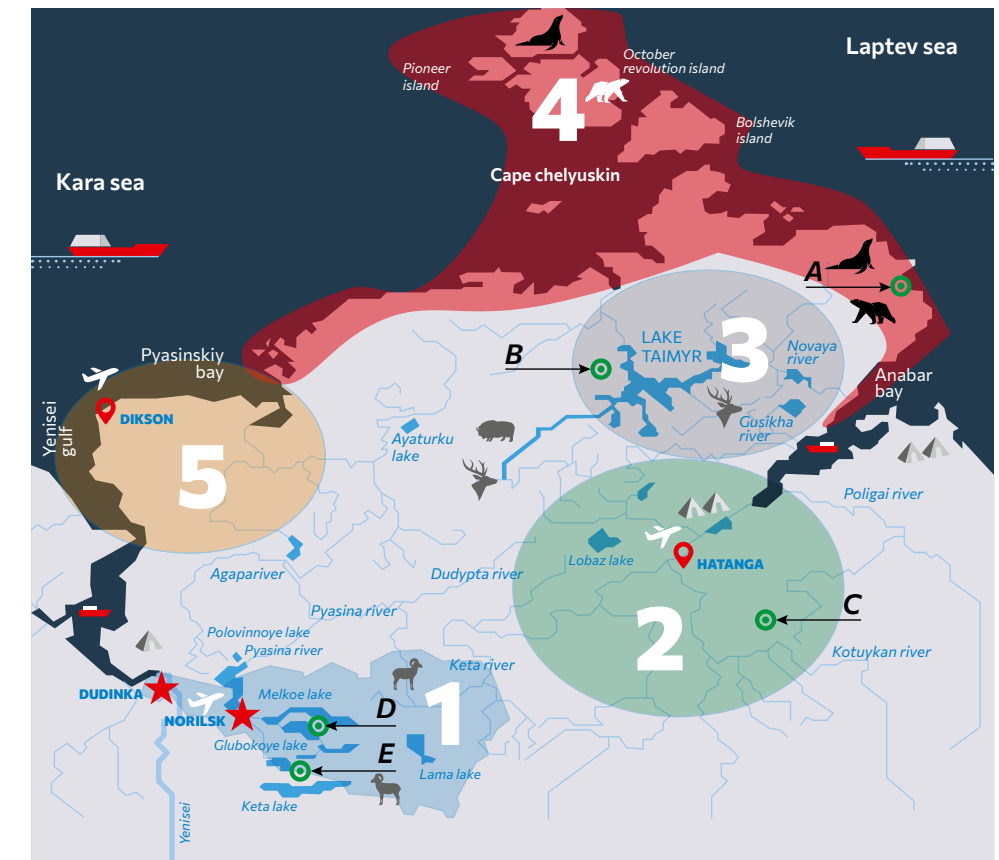 Laptev sea
October
revolution island
Pioneer
island
4
Bolshevik
island
Cape chelyuskin
Kara sea
A
3
LAKE
TAIMYR
Novaya
river
B
Pyasinskiy
bay
Anabar
bay
DIKSON
Yenisei
gulf
Gusikha
river
Ayaturku
lake
5
Poligai river
Lobaz lake
HATANGA
Agapariver
Dudypta river
C
Pyasina river
2
Polovinnoye lake
Pyasina river
Kotuykan river
Keta river
DUDINKA
Melkoe lake
1
NORILSK
D
Glubokoye lake
E
Lama lake
Keta lake
Yenisei